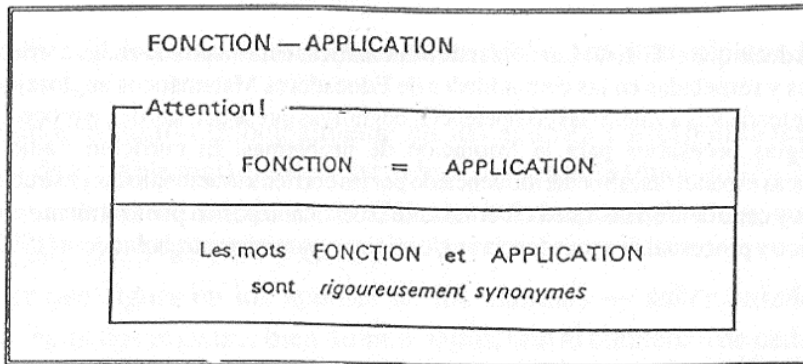 FONCTION — APPLICATION
Attention!
FONCTION = APPLICATION
Les mots FONCTION et APPLICATION
sont rigoureusement synonymes